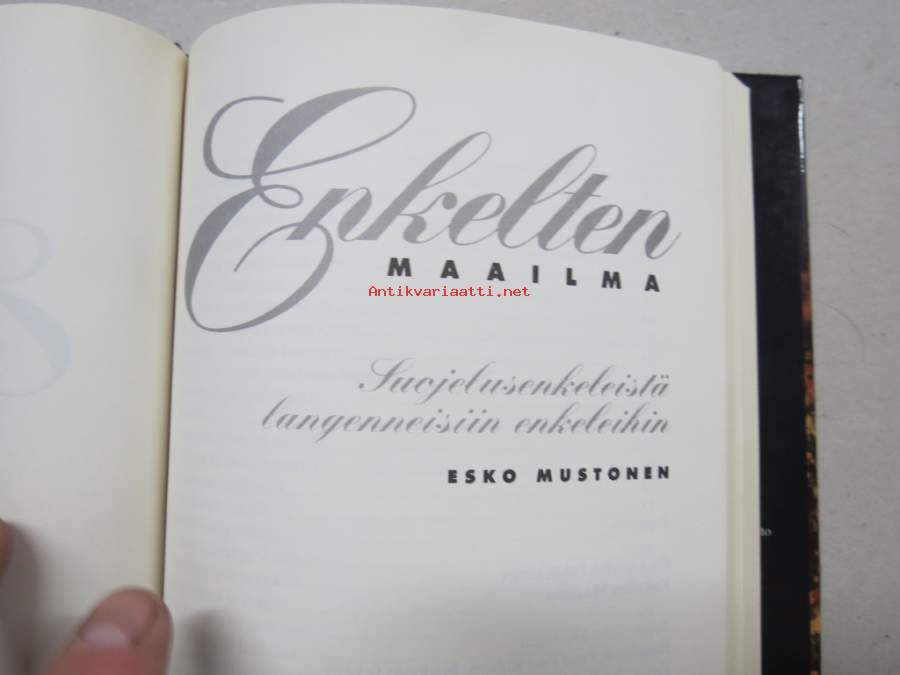 Enkelten
MAAILMA
Antikvariaatti.net
Suojelusenkeleistä
langenneisiin enkeleihin
ESKO MUSTONEN